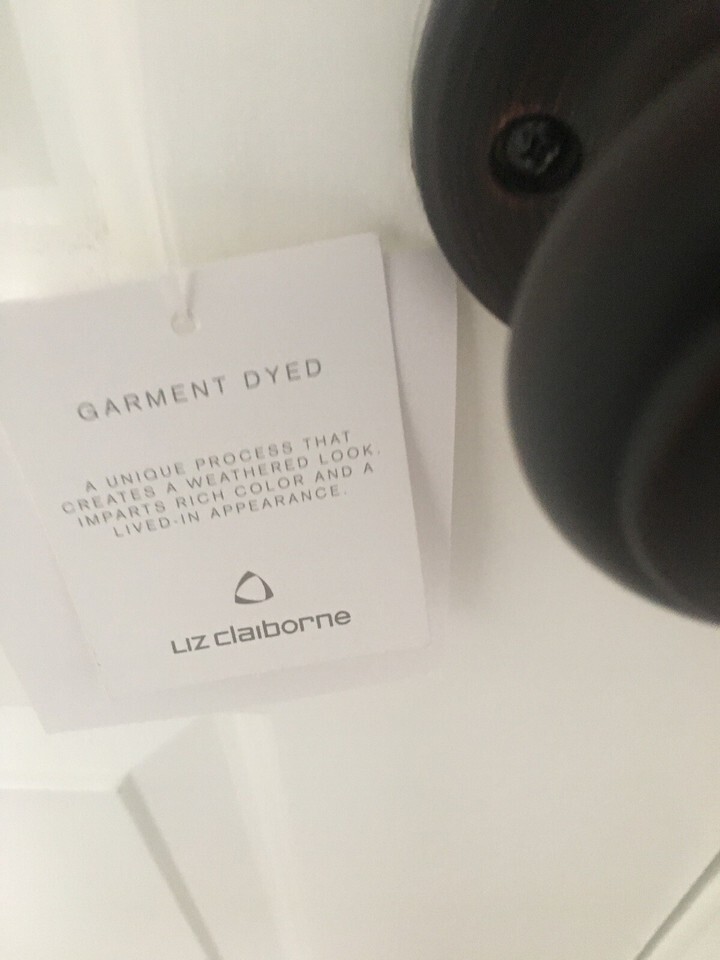 GARMENT DYED
A UNIQUE PROCESS THAT
CREATES A WEATHERED LOOK.
IMPARTS RICH COLOR AND A
LIVED-IN APPEARANCE.
LIZ claiborne